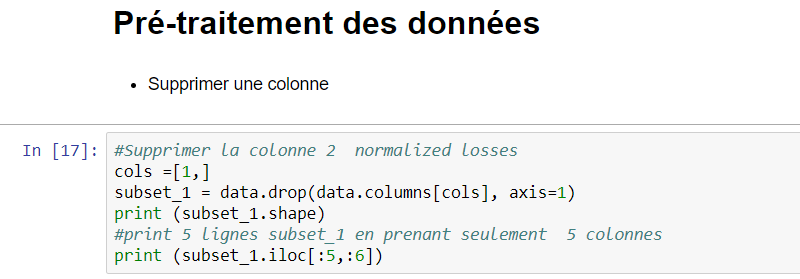 Pré-traitement des données
• Supprimer une colonne
In [17]: #Supprimer la colonne 2  normalized losses
cols =[1,]
subset_1 = data.drop(data.columns[cols], axis=1)
print (subset_1.shape)
#print 5 lignes subset_1 en prenant seulement  5 colonnes
print (subset_1.iloc[:5,:6])